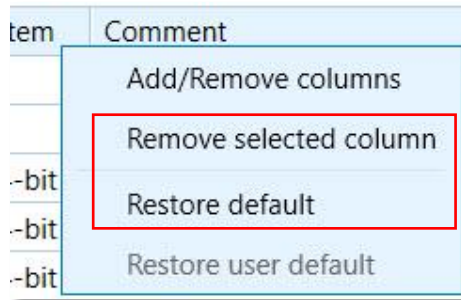 tem Comment
Add/Remove columns
Remove selected column
-bit
Restore default
-bit
Restore user default
-bit